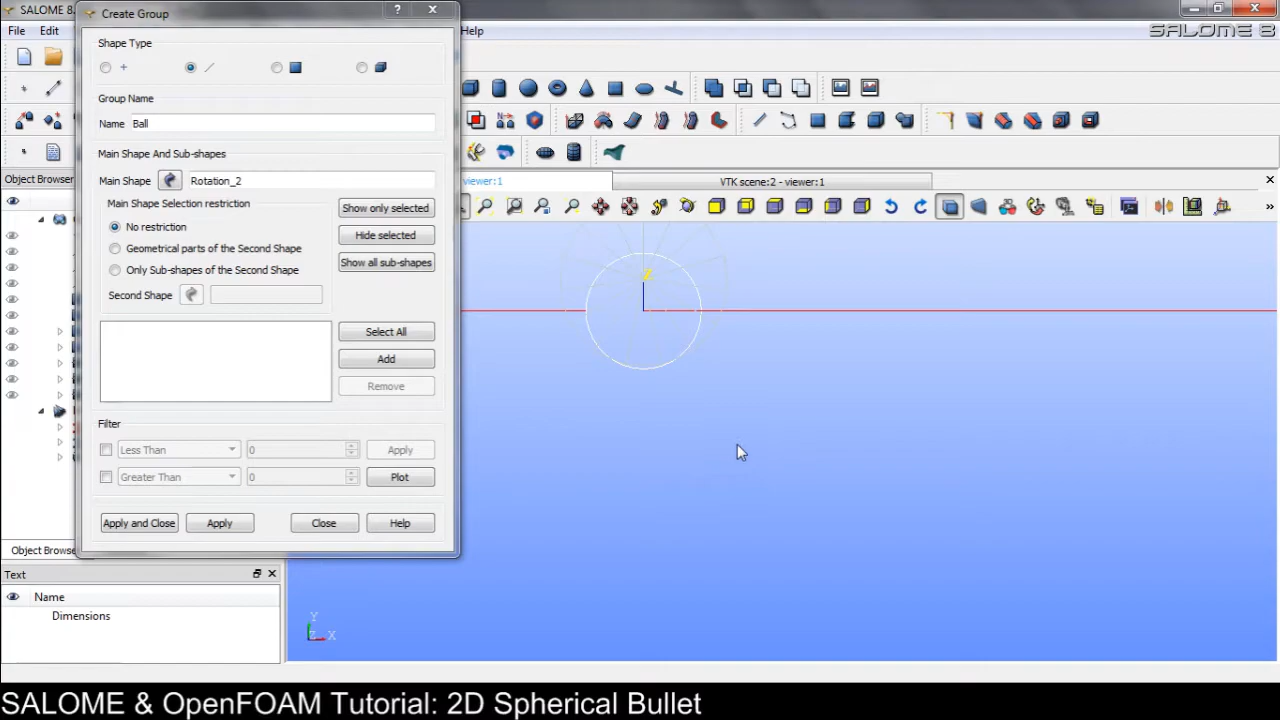 SALOME 8.
Create Group
?
File Edit
Help
SALOME 8
Shape Type
Group Name
Name Ball
Main Shape And Sub-shapes
Main Shape Rotation_2
Main Shape Selection restriction
Show only selected
No restriction
Hide selected
Geometrical parts of the Second Shape
Show all sub-shapes
Only Sub-shapes of the Second Shape
Second Shape
Select All
Add
Remove
Filter
Less Than 0 Apply
Greater Than 0 Plot
Apply and Close Apply Close Help
Object Browser
viewer:1
VTK scene:2 - viewer:1
Z
Object Browse
Text
Name
Dimensions
Y
Z X
SALOME & OpenFOAM Tutorial: 2D Spherical Bullet